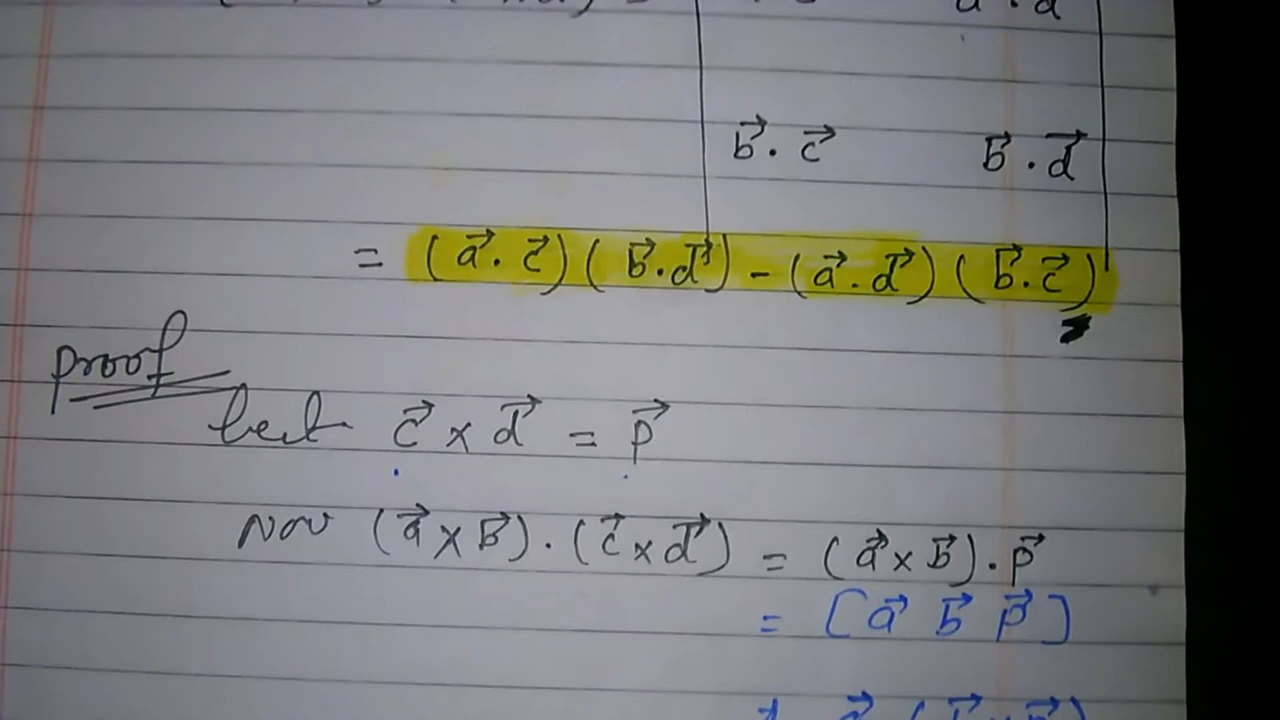 a⃗ . d⃗
b⃗ . c⃗   b⃗ . d⃗
= (a⃗ . c⃗) (b⃗ . d⃗) - (a⃗ . d⃗) (b⃗ . c⃗)
Proof
Let c⃗ × d⃗ = p⃗
Now (a⃗ × b⃗) . (c⃗ × d⃗) = (a⃗ × b⃗) . p⃗
= [a⃗ b⃗ p⃗]